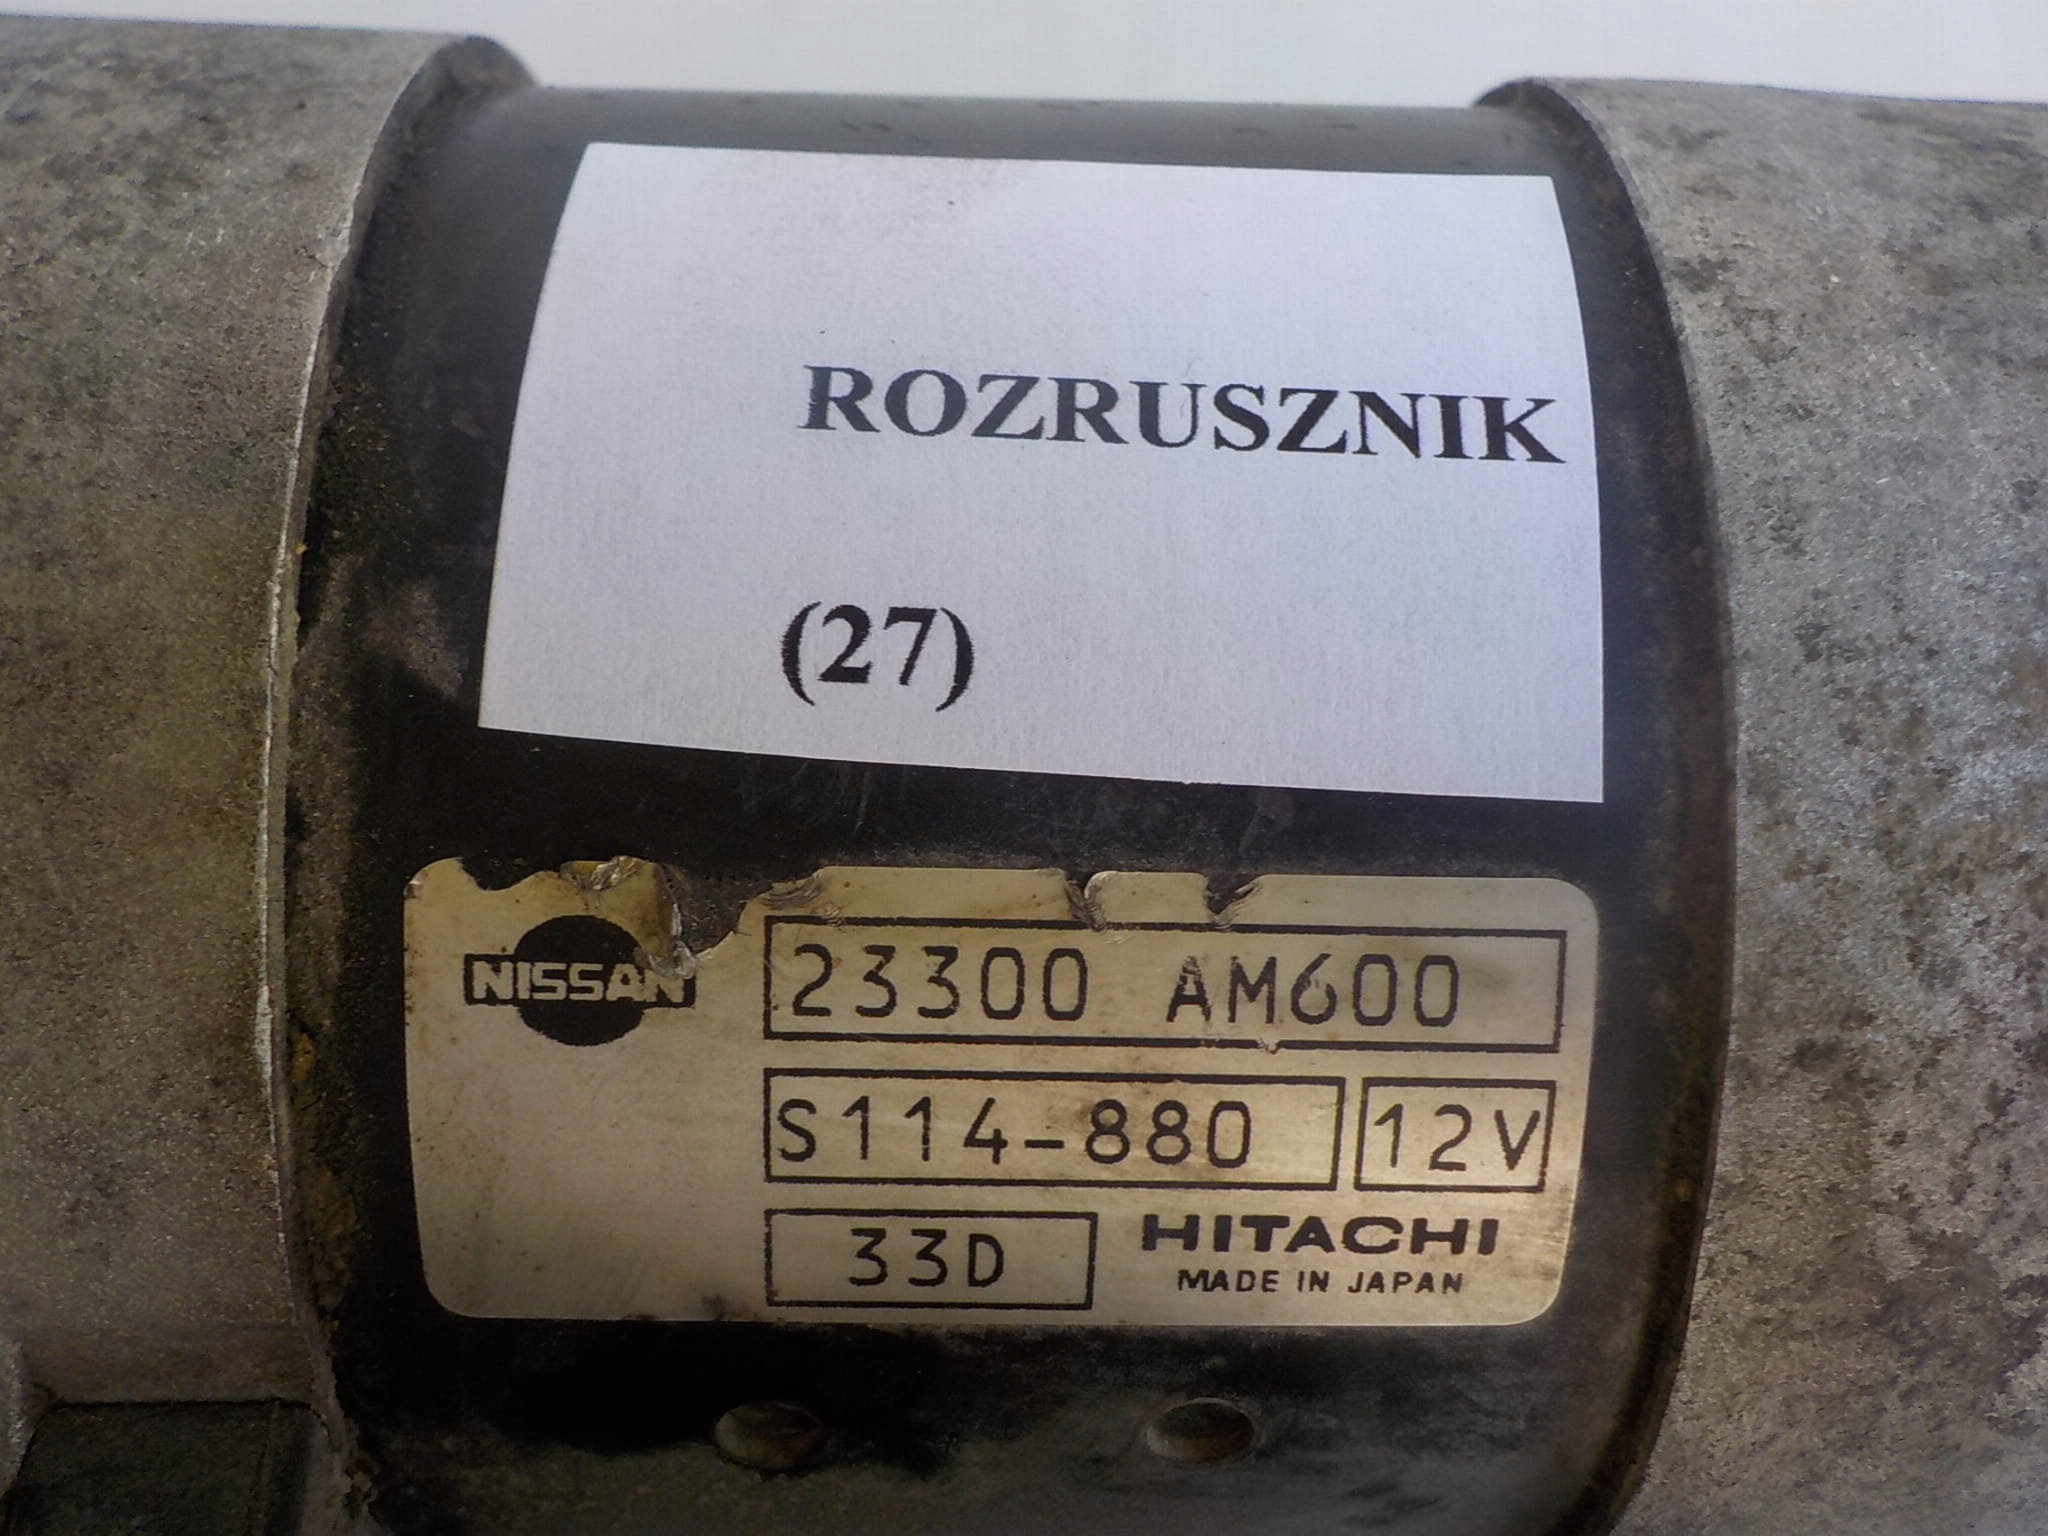 ROZRUSZNIK
(27)
NISSAN
23300 AM600
S114-880 12V
33D HITACHI
MADE IN JAPAN